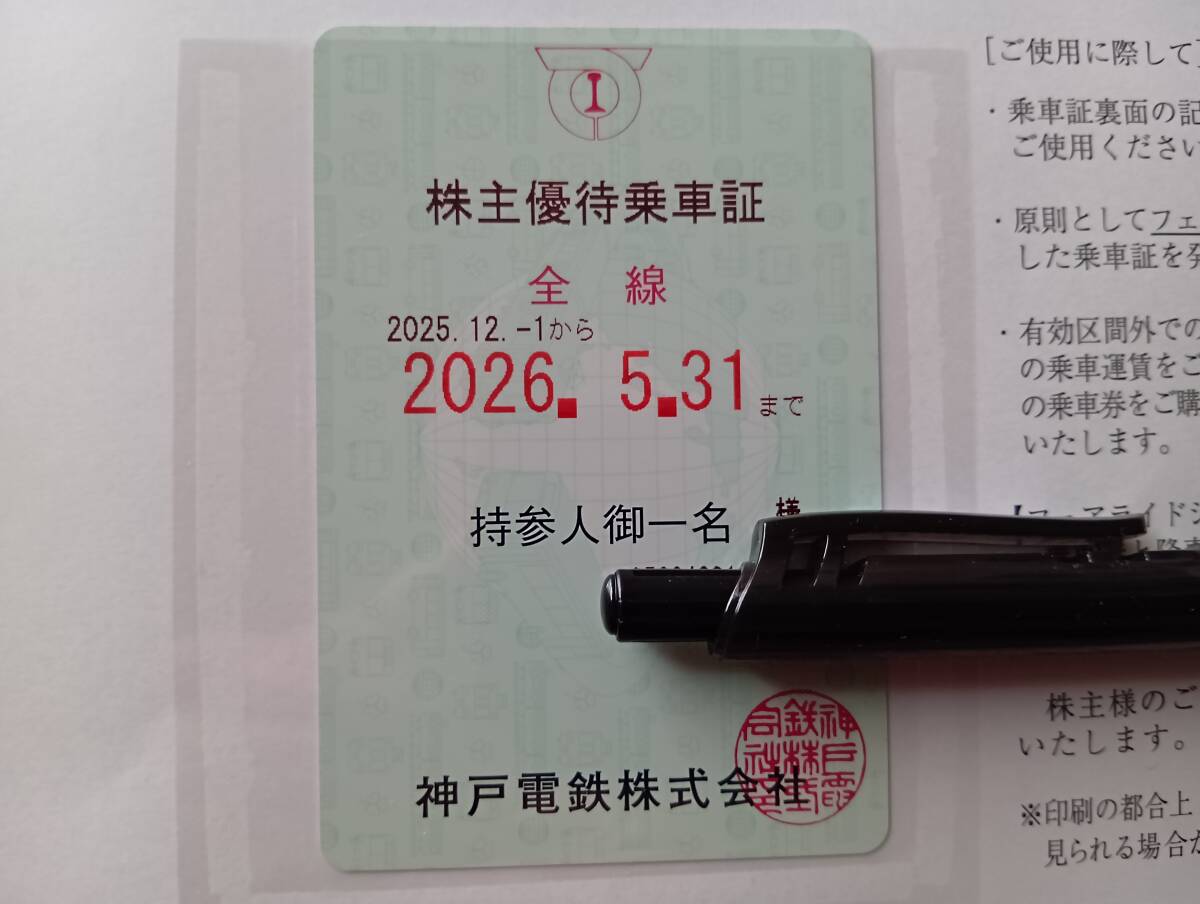 株主優待乗車証
全 線
2025.12.-1から
2026. 5.31まで
持参人御一名 様
神戸電鉄株式会社
[ご使用に際して]
・乗車証裏面の記
ご使用ください
・原則としてフェ
した乗車証を発
・有効区間外での
の乗車運賃をご
の乗車券をご購
いたします。
株主様のご
いたします。
※印刷の都合上
見られる場合が